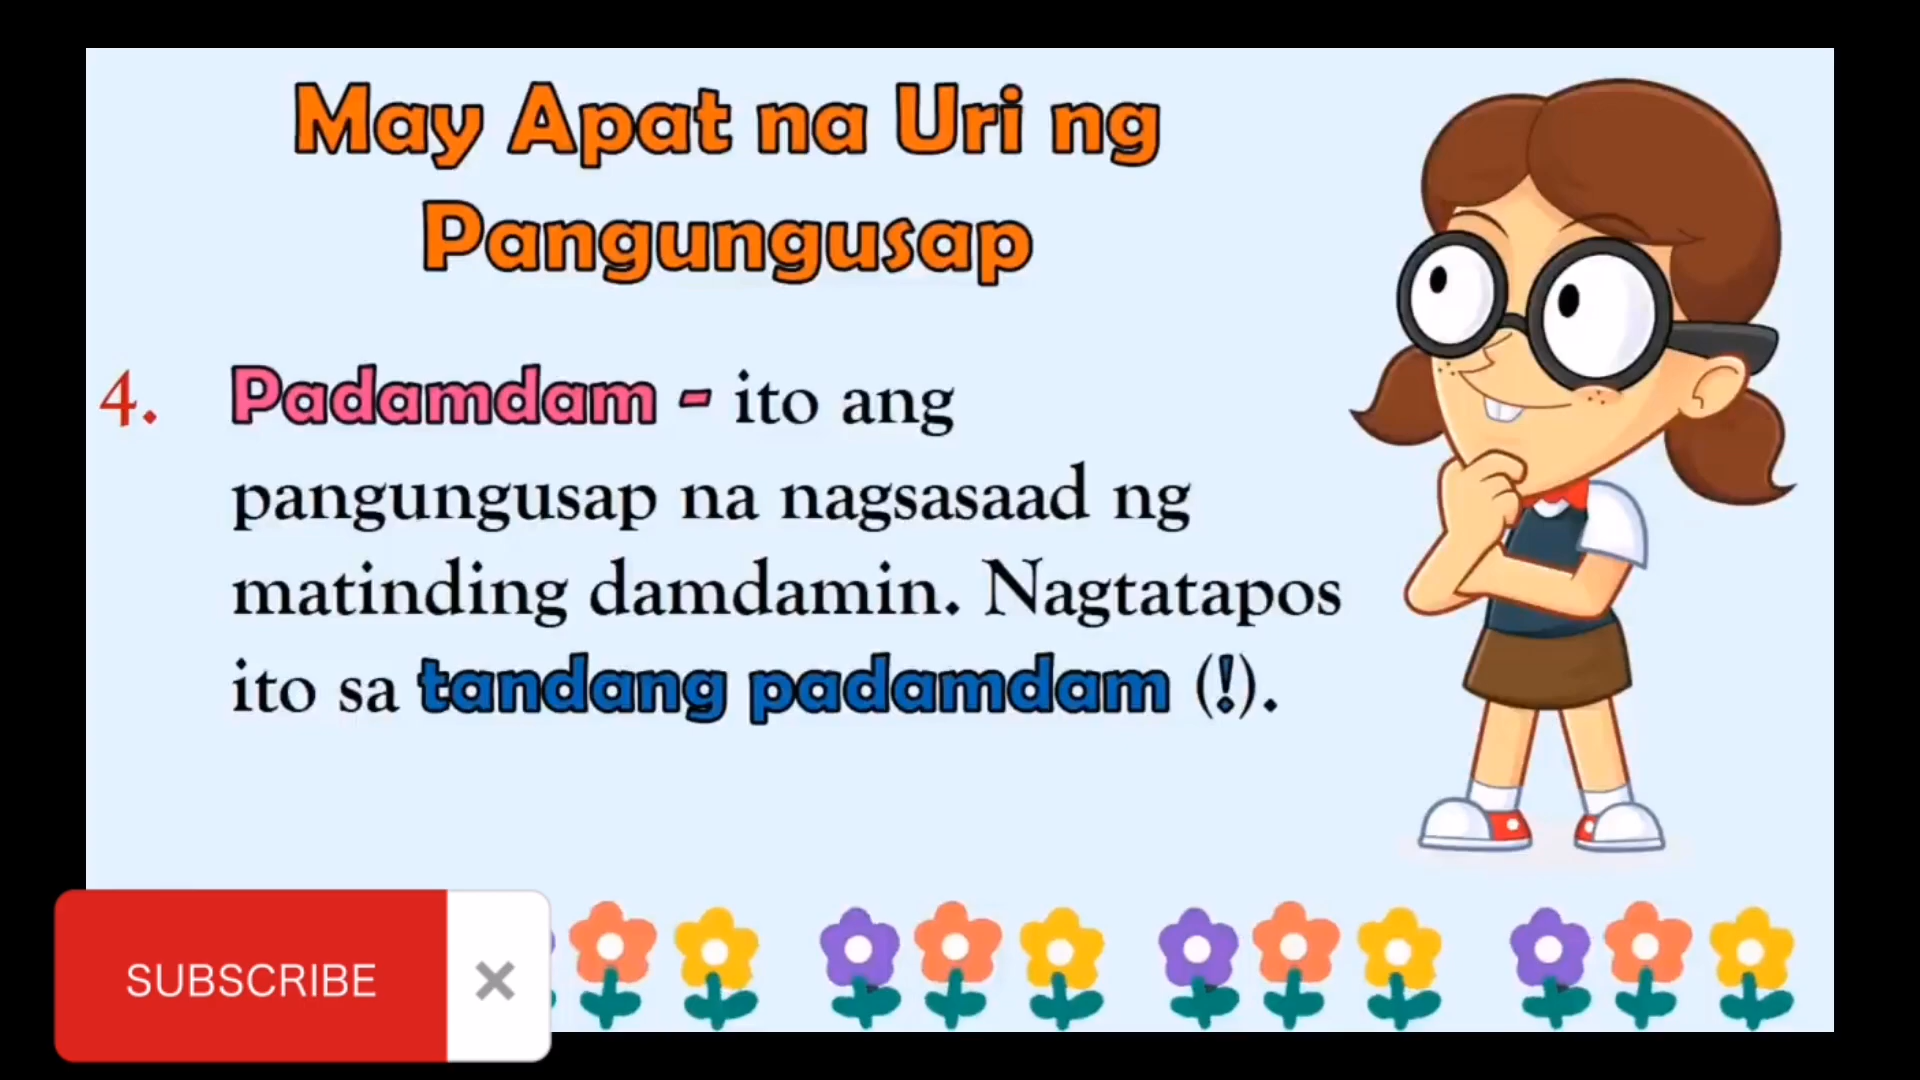 May Apat na Uri ng
Pangungusap
4. Padamdam - ito ang
pangungusap na nagsasaad ng
matinding damdamin. Nagtatapos
ito sa tandang padamdam (!).
SUBSCRIBE